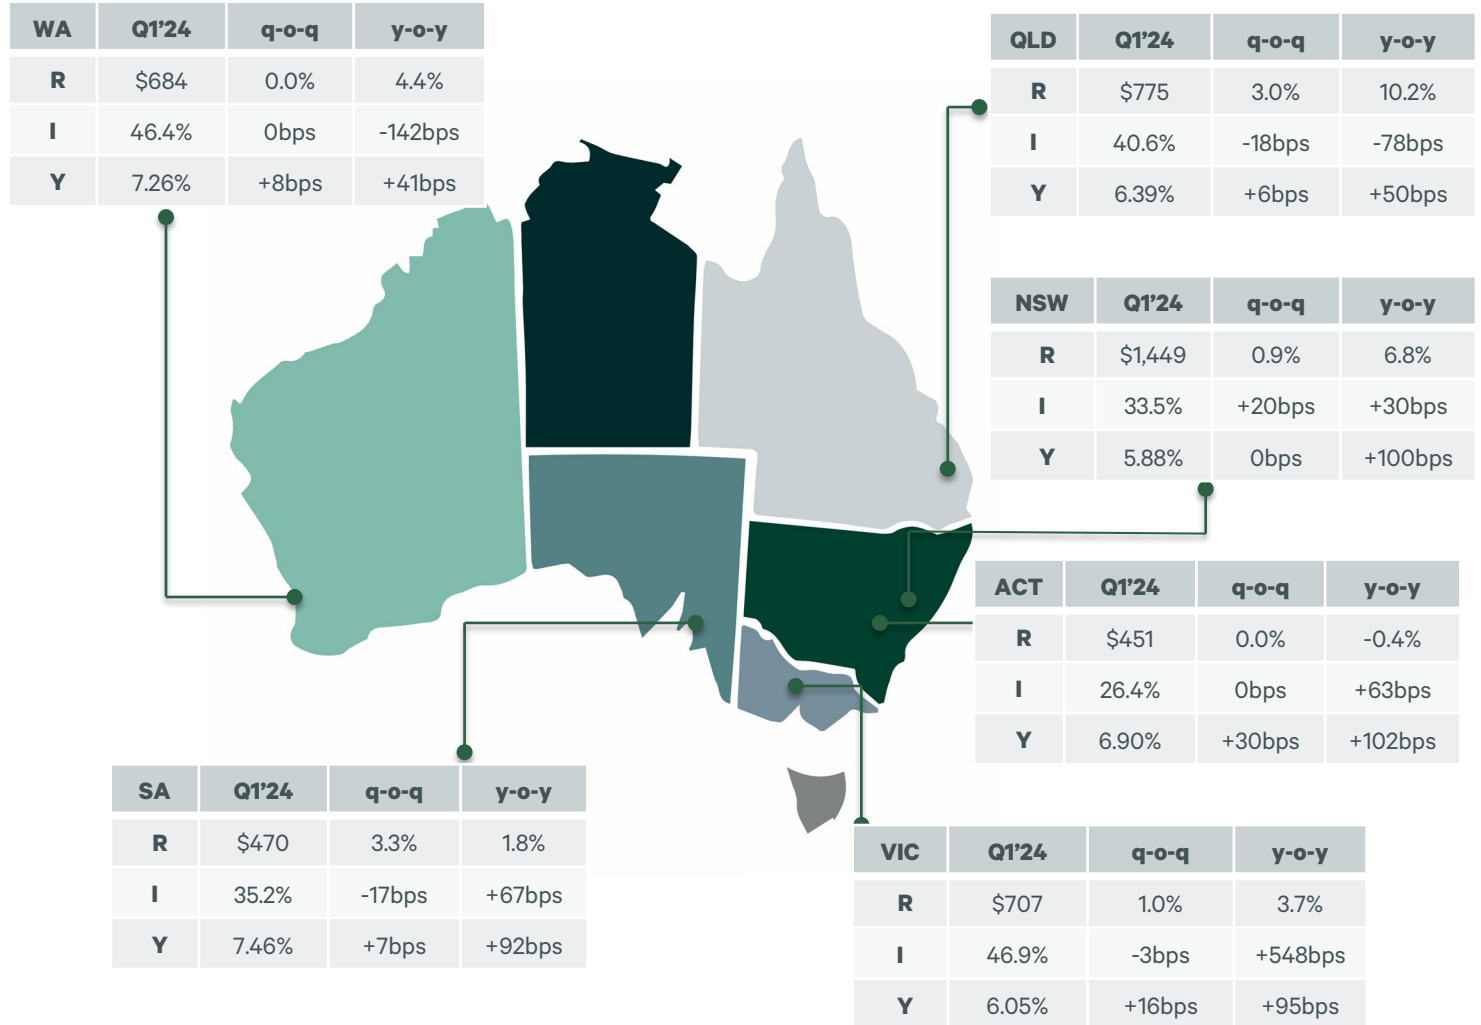 WA Q1’24 q-o-q y-o-y
R $684 0.0% 4.4%
I 46.4% 0bps -142bps
Y 7.26% +8bps +41bps
QLD Q1’24 q-o-q y-o-y
R $775 3.0% 10.2%
I 40.6% -18bps -78bps
Y 6.39% +6bps +50bps
NSW Q1’24 q-o-q y-o-y
R $1,449 0.9% 6.8%
I 33.5% +20bps +30bps
Y 5.88% 0bps +100bps
ACT Q1’24 q-o-q y-o-y
R $451 0.0% -0.4%
I 26.4% 0bps +63bps
Y 6.90% +30bps +102bps
SA Q1’24 q-o-q y-o-y
R $470 3.3% 1.8%
I 35.2% -17bps +67bps
Y 7.46% +7bps +92bps
VIC Q1’24 q-o-q y-o-y
R $707 1.0% 3.7%
I 46.9% -3bps +548bps
Y 6.05% +16bps +95bps